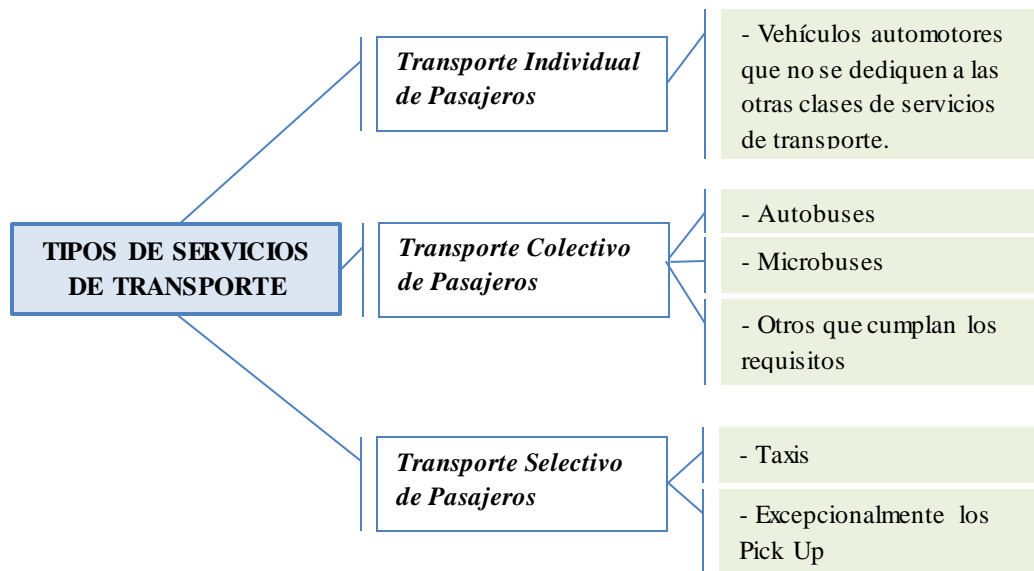 TIPOS DE SERVICIOS
DE TRANSPORTE
Transporte Individual
de Pasajeros
- Vehículos automotores
que no se dediquen a las
otras clases de servicios
de transporte.
Transporte Colectivo
de Pasajeros
- Autobuses
- Microbuses
- Otros que cumplan los
requisitos
Transporte Selectivo
de Pasajeros
- Taxis
- Excepcionalmente los
Pick Up